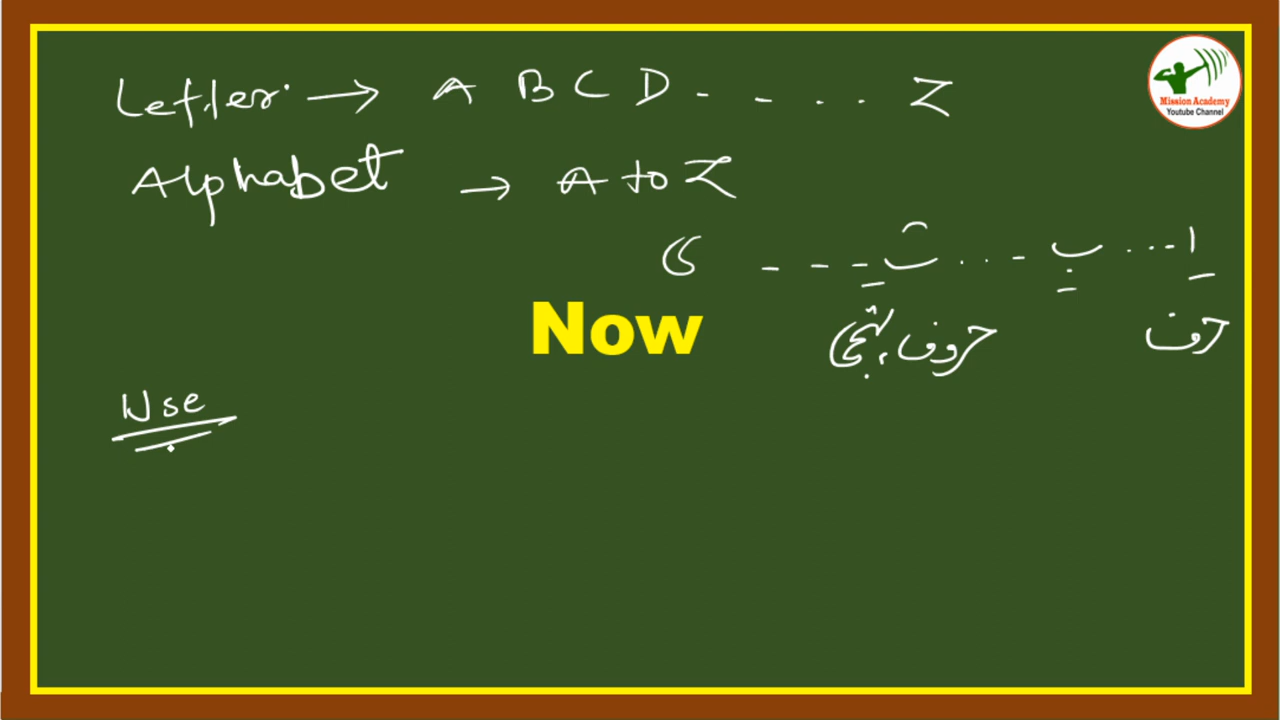 Letter → A B C D - - . . Z
Mission Academy
Youtube Channel
Alphabet → A to Z
ا - . . ب - . . ت - - - ی
Now
حرف حروفِ تہجی
Use